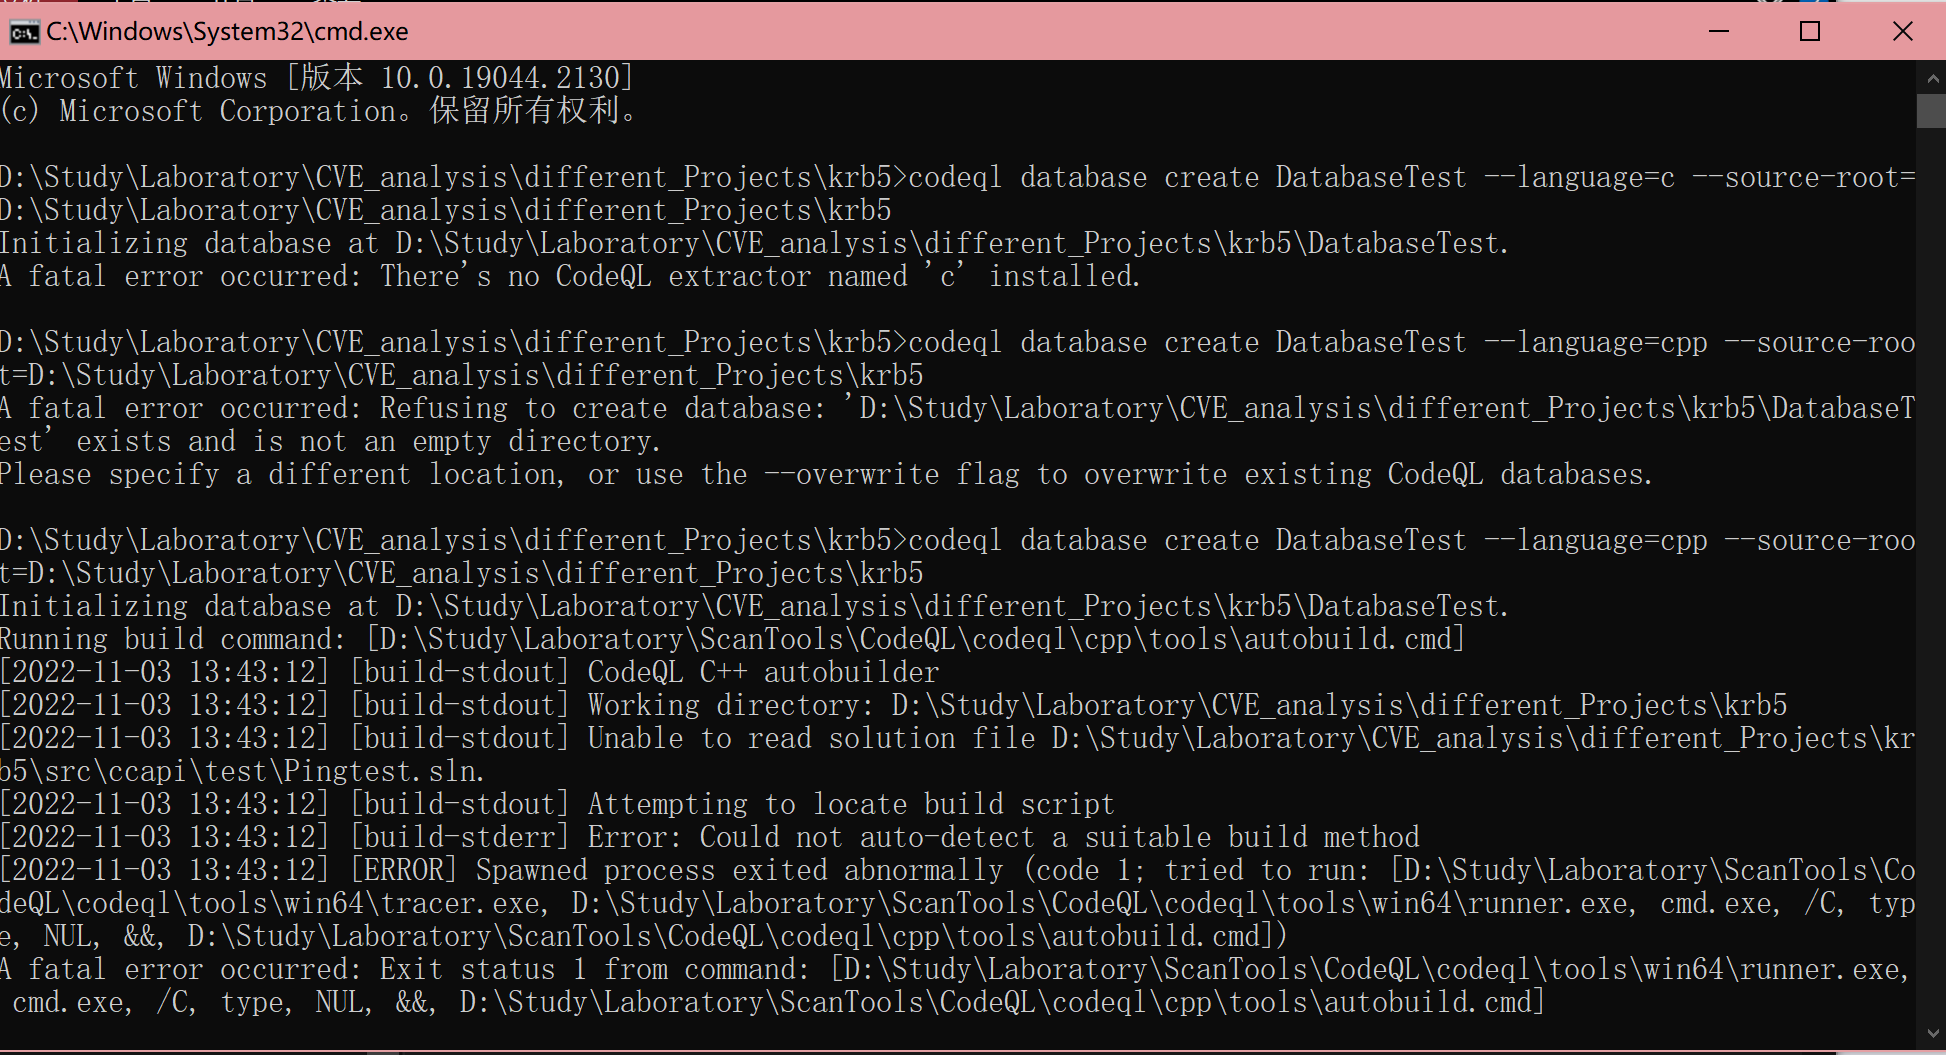 C:\Windows\System32\cmd.exe
Microsoft Windows [版本 10.0.19044.2130]
(c) Microsoft Corporation。保留所有权利。
D:\Study\Laboratory\CVE_analysis\different_Projects\krb5>codeql database create DatabaseTest --language=c --source-root=
D:\Study\Laboratory\CVE_analysis\different_Projects\krb5
Initializing database at D:\Study\Laboratory\CVE_analysis\different_Projects\krb5\DatabaseTest.
A fatal error occurred: There's no CodeQL extractor named 'c' installed.
D:\Study\Laboratory\CVE_analysis\different_Projects\krb5>codeql database create DatabaseTest --language=cpp --source-roo
t=D:\Study\Laboratory\CVE_analysis\different_Projects\krb5
A fatal error occurred: Refusing to create database: 'D:\Study\Laboratory\CVE_analysis\different_Projects\krb5\DatabaseT
est' exists and is not an empty directory.
Please specify a different location, or use the --overwrite flag to overwrite existing CodeQL databases.
D:\Study\Laboratory\CVE_analysis\different_Projects\krb5>codeql database create DatabaseTest --language=cpp --source-roo
t=D:\Study\Laboratory\CVE_analysis\different_Projects\krb5
Initializing database at D:\Study\Laboratory\CVE_analysis\different_Projects\krb5\DatabaseTest.
Running build command: [D:\Study\Laboratory\ScanTools\CodeQL\codeql\cpp\tools\autobuild.cmd]
[2022-11-03 13:43:12] [build-stdout] CodeQL C++ autobuilder
[2022-11-03 13:43:12] [build-stdout] Working directory: D:\Study\Laboratory\CVE_analysis\different_Projects\krb5
[2022-11-03 13:43:12] [build-stdout] Unable to read solution file D:\Study\Laboratory\CVE_analysis\different_Projects\kr
b5\src\ccapi\test\Pingtest.sln.
[2022-11-03 13:43:12] [build-stdout] Attempting to locate build script
[2022-11-03 13:43:12] [build-stderr] Error: Could not auto-detect a suitable build method
[2022-11-03 13:43:12] [ERROR] Spawned process exited abnormally (code 1; tried to run: [D:\Study\Laboratory\ScanTools\Co
deQL\codeql\tools\win64\tracer.exe, D:\Study\Laboratory\ScanTools\CodeQL\codeql\tools\win64\runner.exe, cmd.exe, /C, typ
e, NUL, &&, D:\Study\Laboratory\ScanTools\CodeQL\codeql\cpp\tools\autobuild.cmd])
A fatal error occurred: Exit status 1 from command: [D:\Study\Laboratory\ScanTools\CodeQL\codeql\tools\win64\runner.exe,
cmd.exe, /C, type, NUL, &&, D:\Study\Laboratory\ScanTools\CodeQL\codeql\cpp\tools\autobuild.cmd]